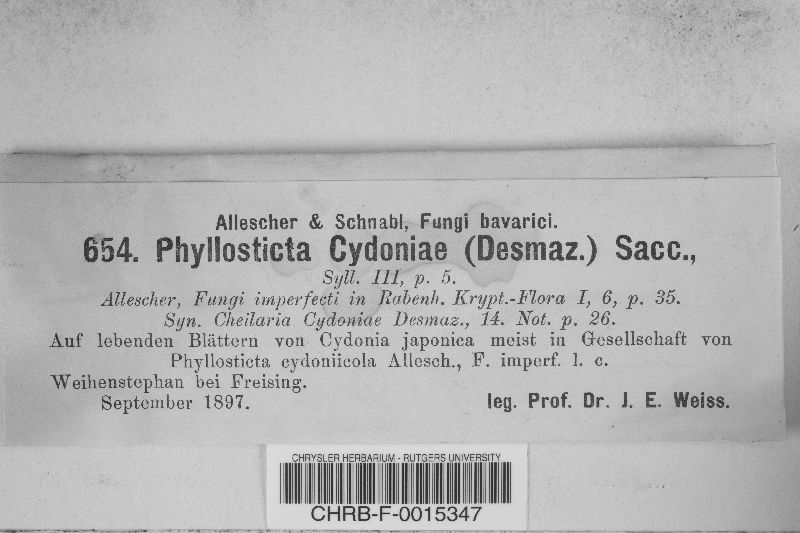 Allescher & Schnabl, Fungi bavarici.
654. Phyllosticta Cydoniae (Desmaz.) Sacc.,
Syll. III, p. 5.
Allescher, Fungi imperfecti in Rabenh. Krypt.-Flora I, 6, p. 35.
Syn. Cheilaria Cydoniae Desmaz., 14. Not. p. 26.
Auf lebenden Blättern von Cydonia japonica meist in Gesellschaft von
Phyllosticta cydoniicola Allesch., F. imperf. l. c.
Weihenstephan bei Freising.
September 1897. leg. Prof. Dr. J. E. Weiss.
CHRYSLER HERBARIUM - RUTGERS UNIVERSITY
CHRB-F-0015347